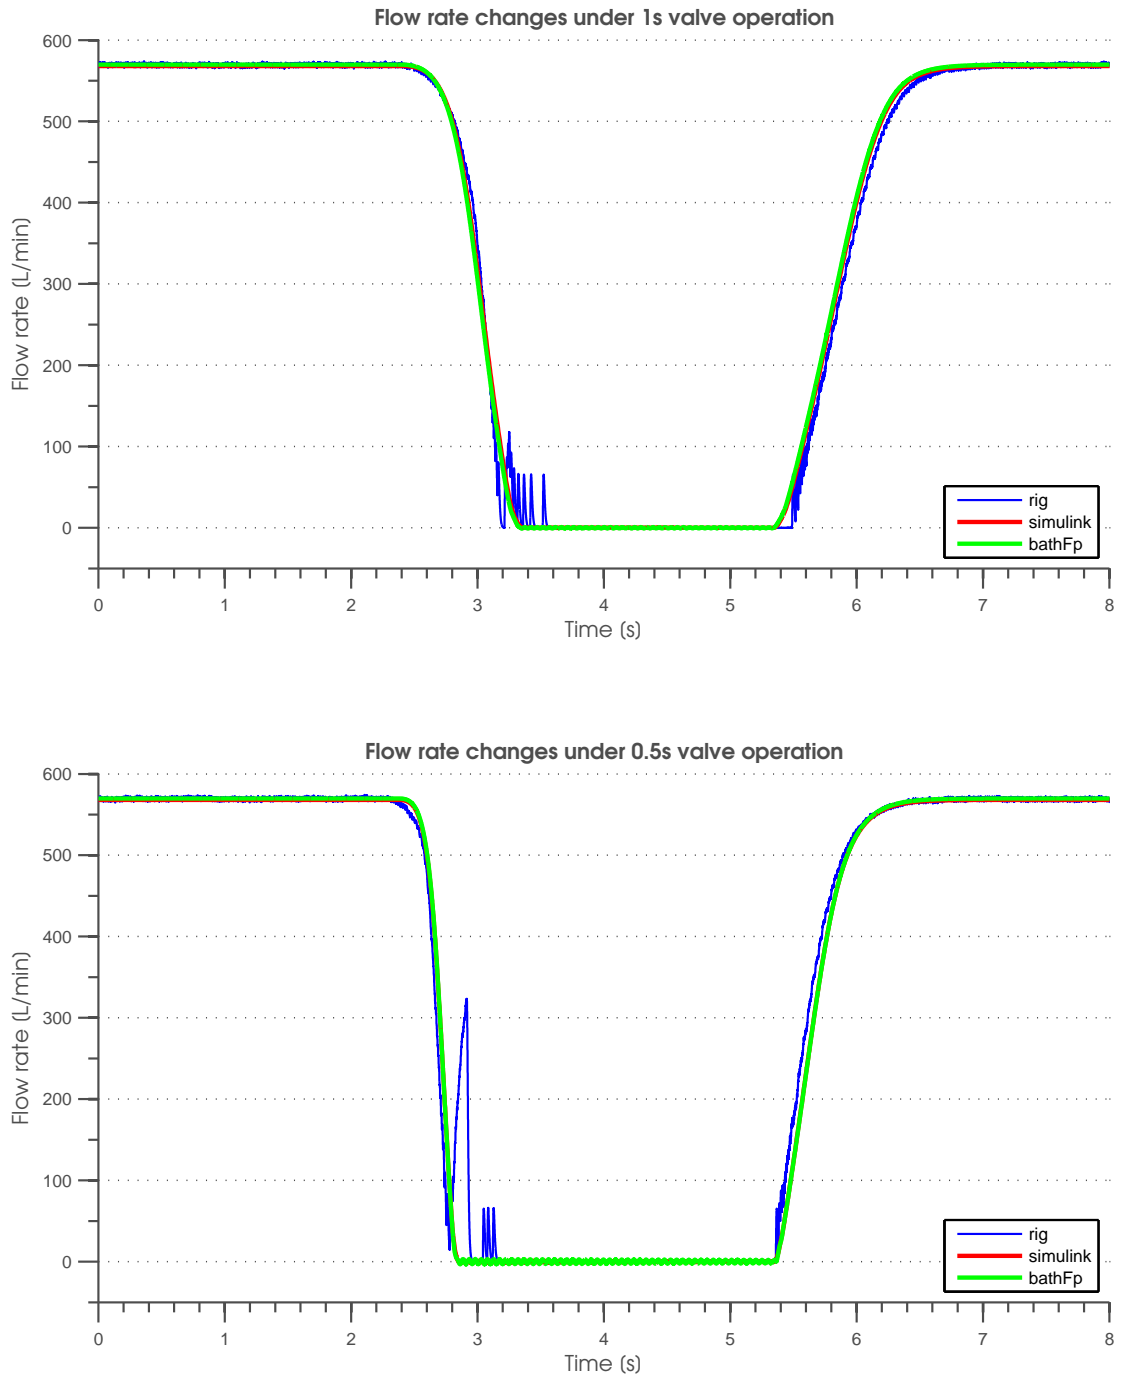 Flow rate changes under 1s valve operation
600
500
400
300
200
100
0
Flow rate (L/min)
rig
simulink
bathFp
0 1 2 3 4 5 6 7 8
Time (s)
Flow rate changes under 0.5s valve operation
600
500
400
300
200
100
0
Flow rate (L/min)
rig
simulink
bathFp
0 1 2 3 4 5 6 7 8
Time (s)